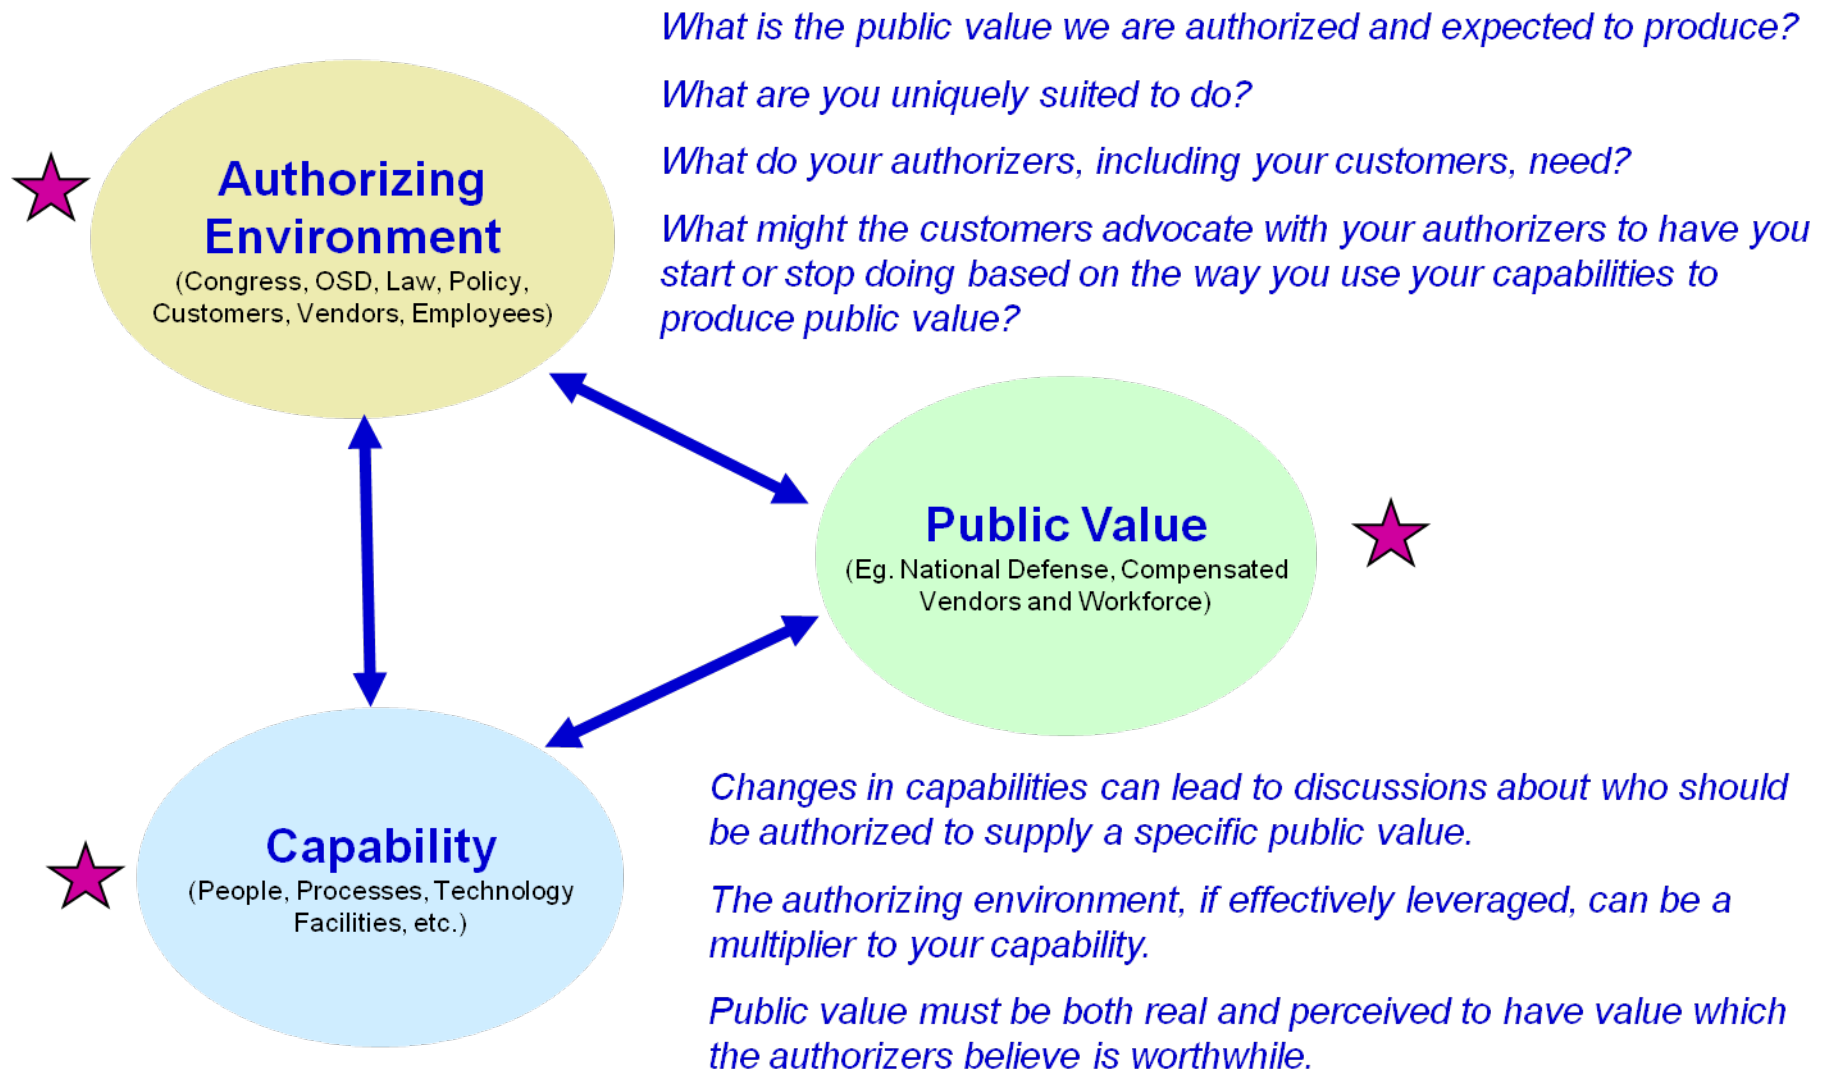 What is the public value we are authorized and expected to produce?
What are you uniquely suited to do?
What do your authorizers, including your customers, need?
What might the customers advocate with your authorizers to have you
start or stop doing based on the way you use your capabilities to
produce public value?
Authorizing
Environment
(Congress, OSD, Law, Policy,
Customers, Vendors, Employees)
Public Value
(Eg. National Defense, Compensated
Vendors and Workforce)
Capability
(People, Processes, Technology
Facilities, etc.)
Changes in capabilities can lead to discussions about who should
be authorized to supply a specific public value.
The authorizing environment, if effectively leveraged, can be a
multiplier to your capability.
Public value must be both real and perceived to have value which
the authorizers believe is worthwhile.